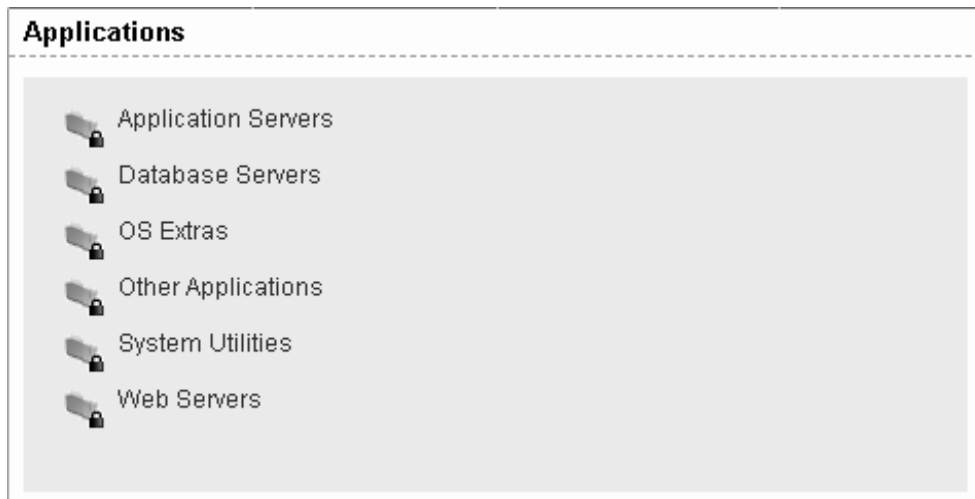 Applications
Application Servers
Database Servers
OS Extras
Other Applications
System Utilities
Web Servers